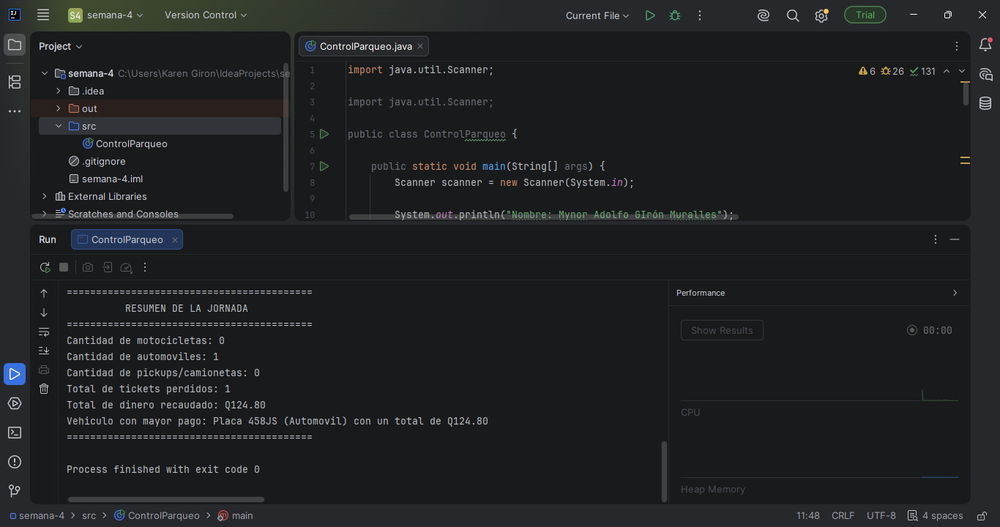 S4 semana-4 Version Control Current File Trial
Project
ControlParqueo.java
semana-4 C:\Users\Karen Giron\IdeaProjects\se
.idea
out
src
ControlParqueo
.gitignore
semana-4.iml
External Libraries
Scratches and Consoles
6 26 131
1 import java.util.Scanner;
2
3 import java.util.Scanner;
4
5 public class ControlParqueo {
6
7 public static void main(String[] args) {
8 Scanner scanner = new Scanner(System.in);
9
10 System.out.println("Nombre: Mynor Adolfo GIrón Muralles");
Run ControlParqueo
==========================================
RESUMEN DE LA JORNADA
==========================================
Cantidad de motocicletas: 0
Cantidad de automoviles: 1
Cantidad de pickups/camionetas: 0
Total de tickets perdidos: 1
Total de dinero recaudado: Q124.80
Vehiculo con mayor pago: Placa 458JS (Automovil) con un total de Q124.80
==========================================
Process finished with exit code 0
Performance
Show Results 00:00
CPU
Heap Memory
semana-4 > src > ControlParqueo > main 11:48 CRLF UTF-8 4 spaces